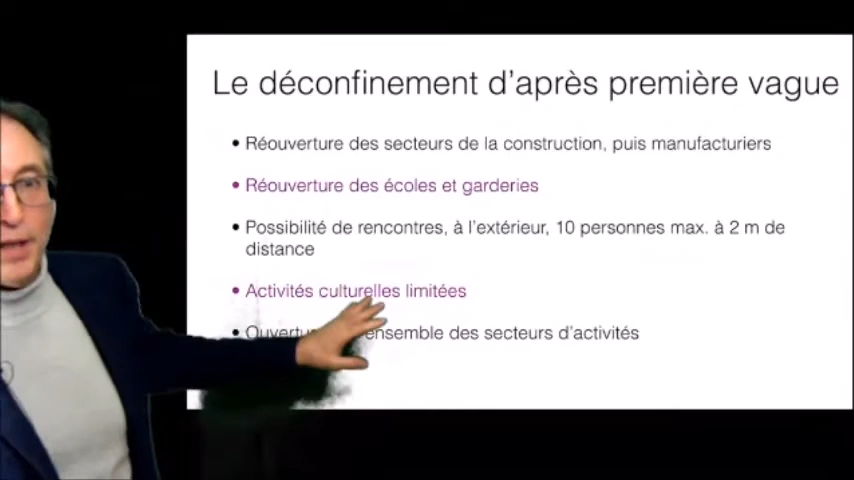 Le déconfinement d'après première vague
• Réouverture des secteurs de la construction, puis manufacturiers
• Réouverture des écoles et garderies
• Possibilité de rencontres, à l'extérieur, 10 personnes max. à 2 m de
distance
• Activités culturelles limitées
• ensemble des secteurs d'activités